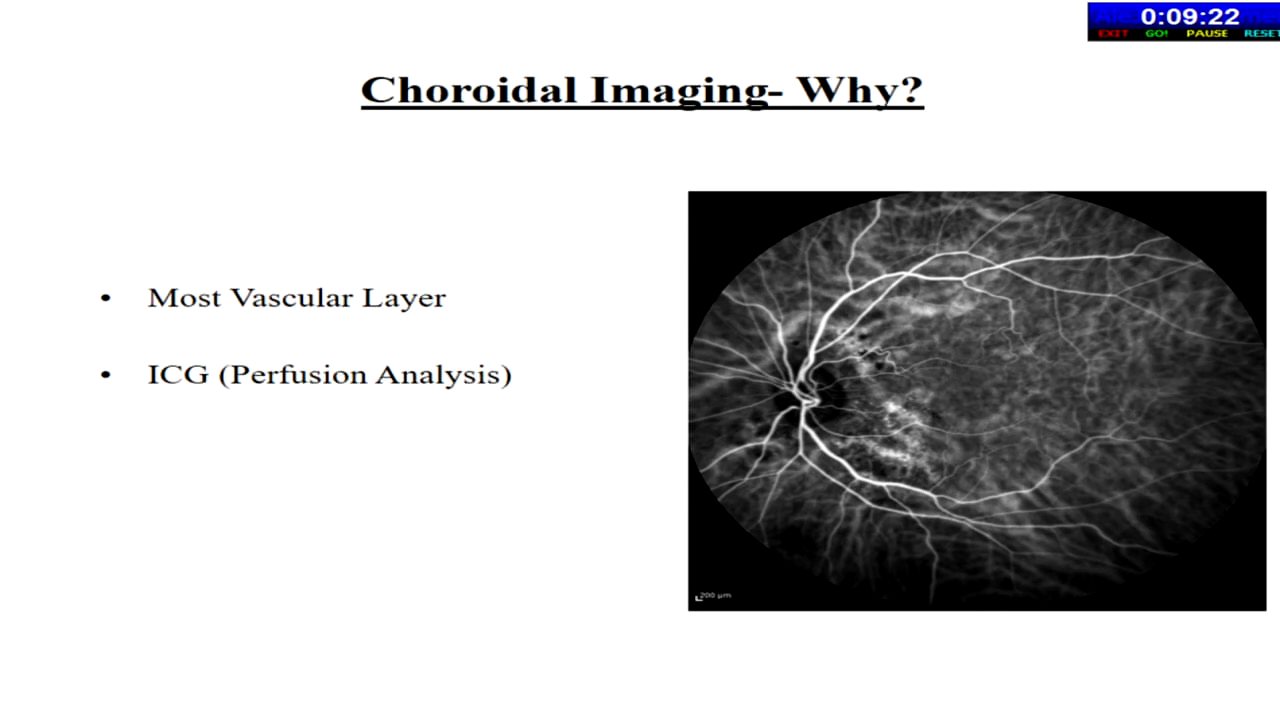 0:09:22
EXIT GO! PAUSE RESET
Choroidal Imaging- Why?
• Most Vascular Layer
• ICG (Perfusion Analysis)
200 µm